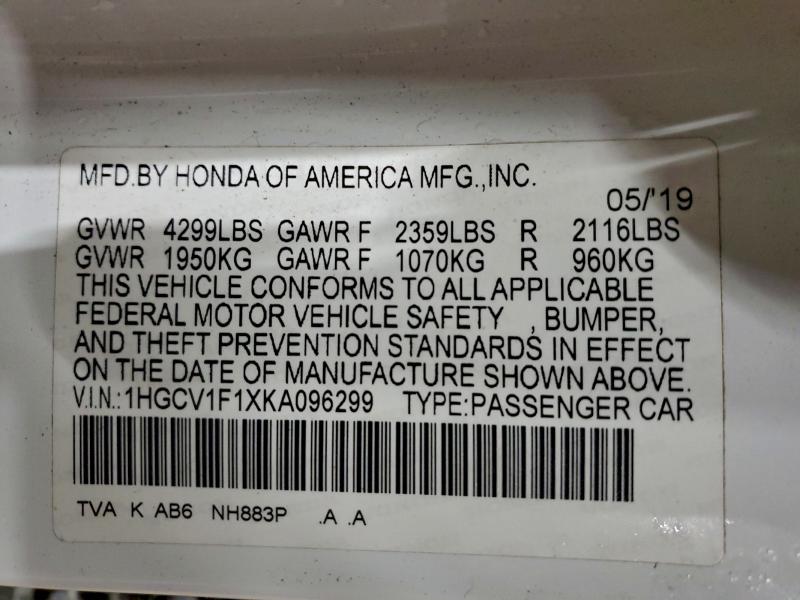 MFD.BY HONDA OF AMERICA MFG.,INC.
05/'19
GVWR 4299LBS GAWR F 2359LBS R 2116LBS
GVWR 1950KG GAWR F 1070KG R 960KG
THIS VEHICLE CONFORMS TO ALL APPLICABLE
FEDERAL MOTOR VEHICLE SAFETY , BUMPER,
AND THEFT PREVENTION STANDARDS IN EFFECT
ON THE DATE OF MANUFACTURE SHOWN ABOVE.
V.I.N.:1HGCV1F1XKA096299 TYPE:PASSENGER CAR
TVA K AB6 NH883P .A .A